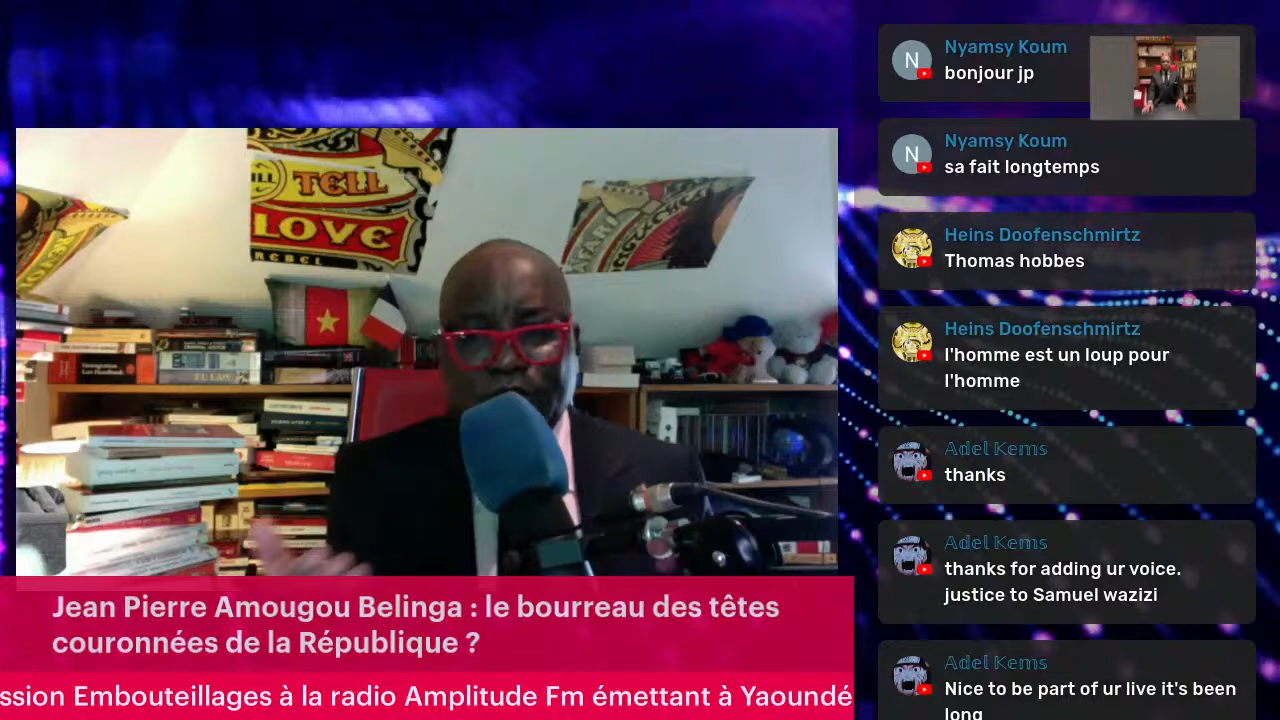 Nyamsy Koum
bonjour jp
N
Nyamsy Koum
sa fait longtemps
N
Heins Doofenschmirtz
Thomas hobbes
Heins Doofenschmirtz
l'homme est un loup pour
l'homme
Adel Kems
thanks
Adel Kems
thanks for adding ur voice.
justice to Samuel wazizi
Adel Kems
Nice to be part of ur live it's been
long
TELL
LOVE
REBEL
EU LAW
Jean Pierre Amougou Belinga : le bourreau des têtes
couronnées de la République ?
ssion Embouteillages à la radio Amplitude Fm émettant à Yaoundé